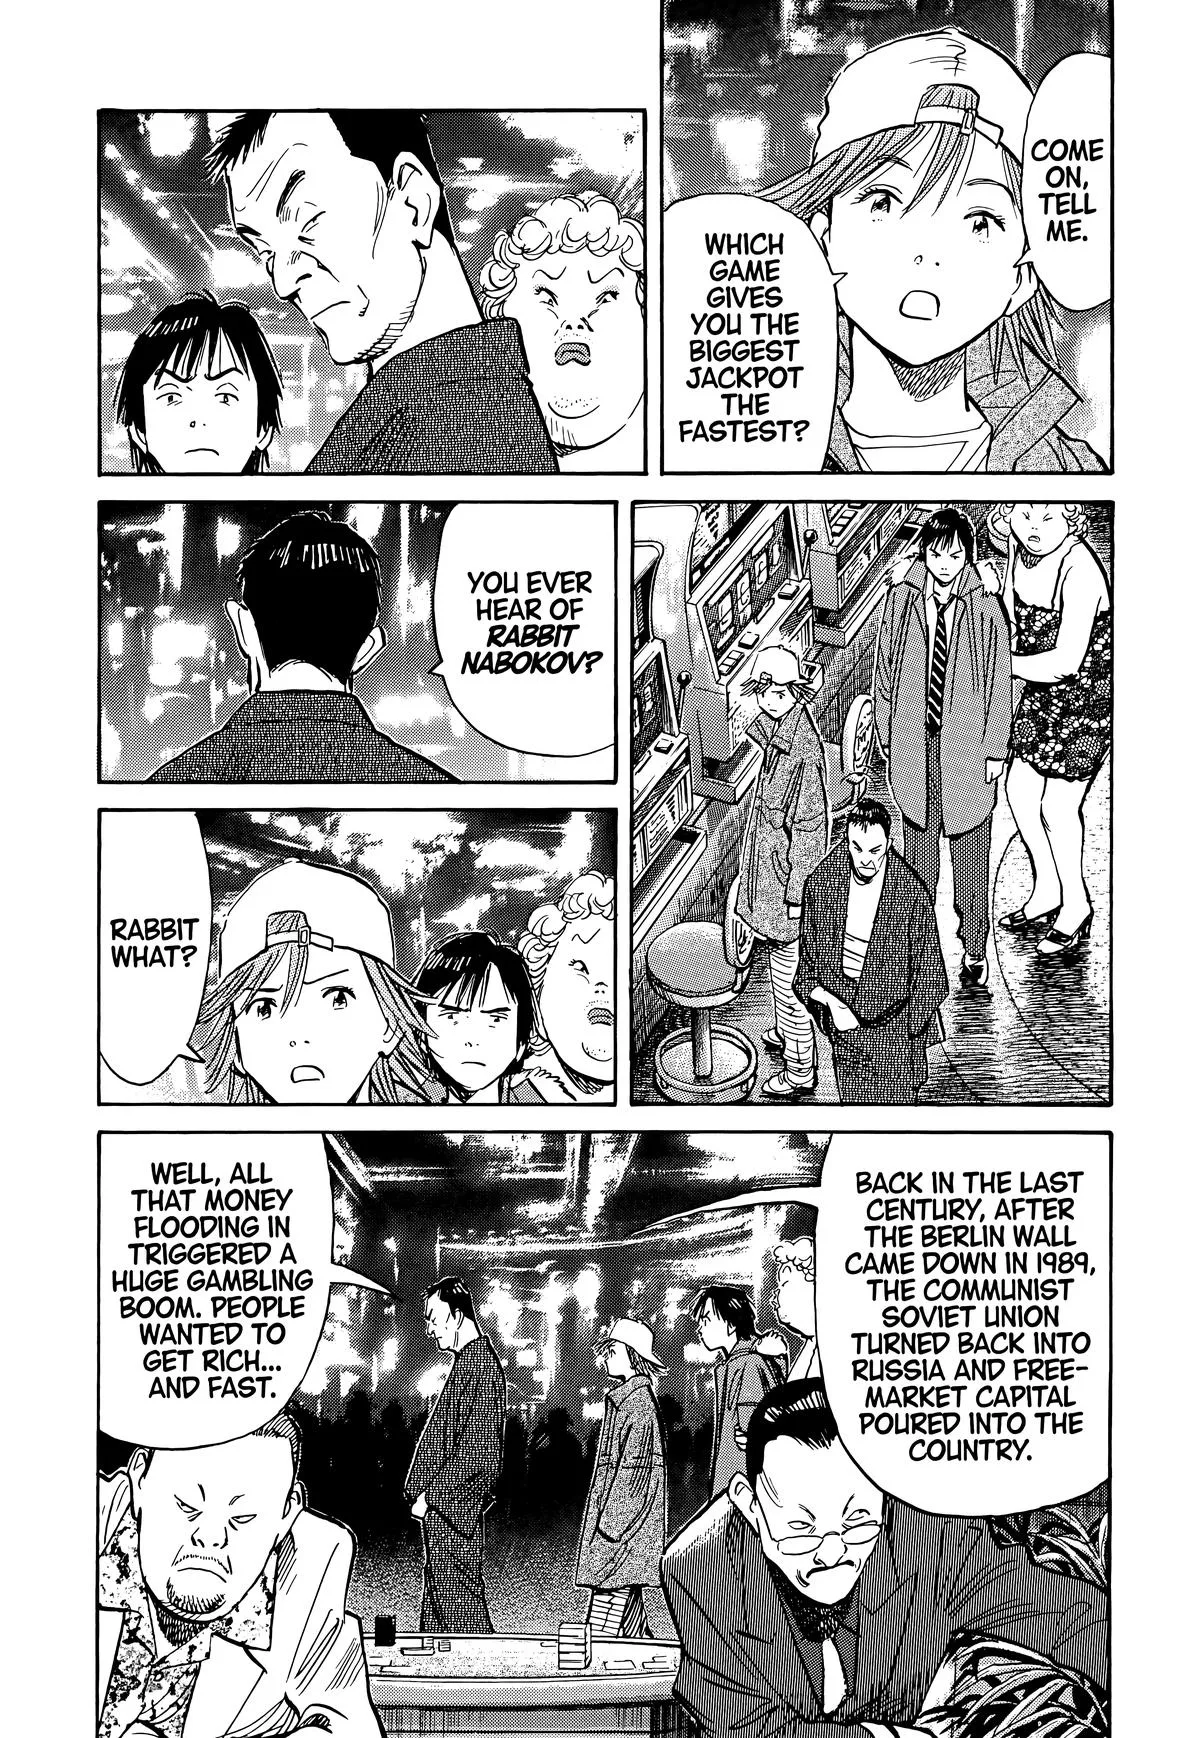 COME
ON,
TELL
ME.
WHICH
GAME
GIVES
YOU THE
BIGGEST
JACKPOT
THE
FASTEST?
YOU EVER
HEAR OF
RABBIT
NABOKOV?
RABBIT
WHAT?
BACK IN THE LAST
CENTURY, AFTER
THE BERLIN WALL
CAME DOWN IN 1989,
THE COMMUNIST
SOVIET UNION
TURNED BACK INTO
RUSSIA AND FREE-
MARKET CAPITAL
POURED INTO THE
COUNTRY.
WELL, ALL
THAT MONEY
FLOODING IN
TRIGGERED A
HUGE GAMBLING
BOOM. PEOPLE
WANTED TO
GET RICH...
AND FAST.